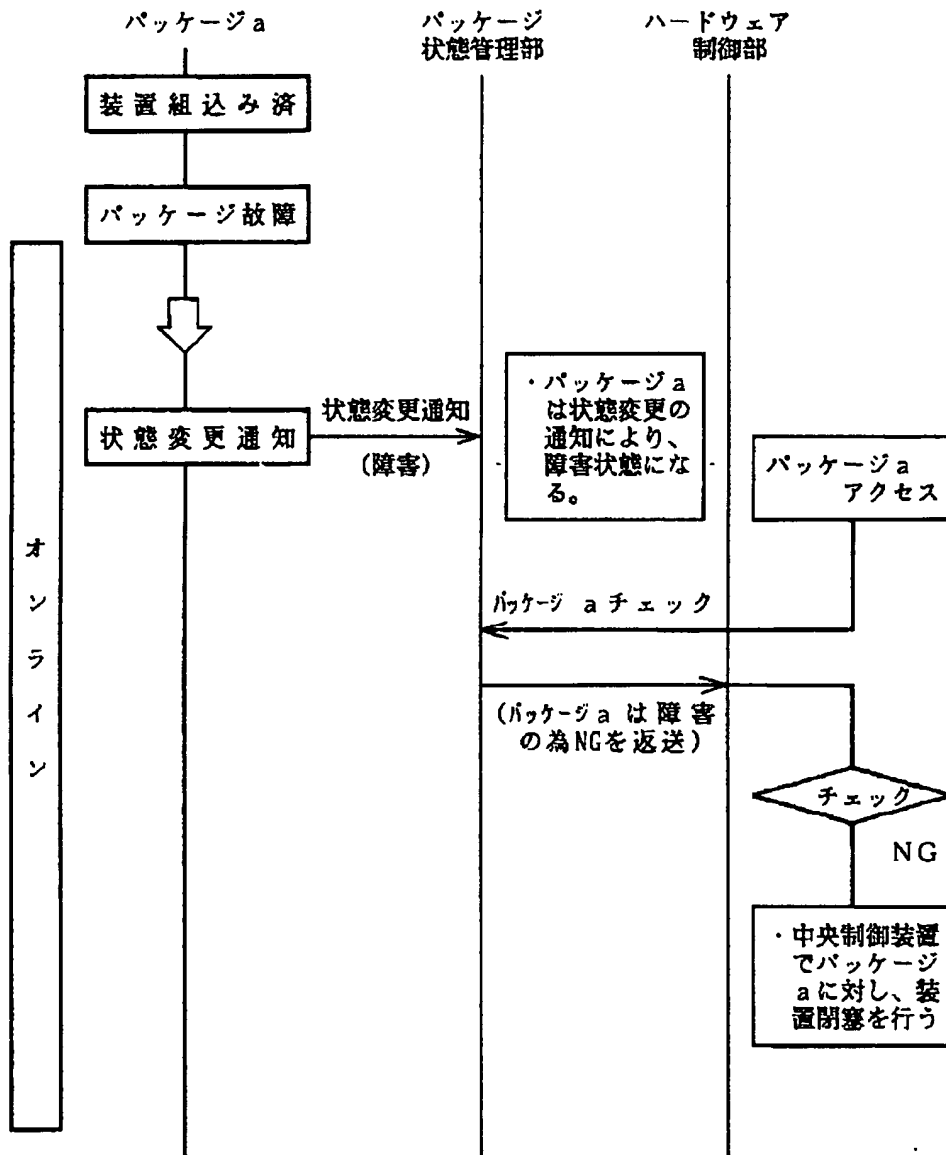 パッケージa
パッケージ
状態管理部
ハードウェア
制御部
装置組込み済
パッケージ故障
状態変更通知
状態変更通知
(障害)
・パッケージa
は状態変更の
通知により、
障害状態にな
る。
パッケージa
アクセス
パッケージ aチェック
(パッケージaは障害
の為NGを返送)
チェック
NG
・中央制御装置
でパッケージ
aに対し、装
置閉塞を行う
オンライン